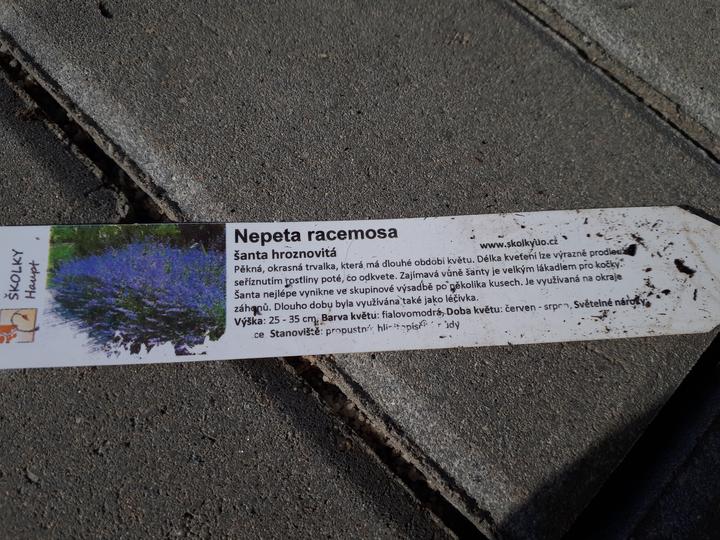 ŠKOLKY
Haupt
Nepeta racemosa
www.skolkyuo.cz
šanta hroznovitá
Pěkná, okrasná trvalka, která má dlouhé období květu. Délka kvetení lze výrazně prodloužit
seříznutím rostliny poté, co odkvete. Zajímavá vůně šanty je velkým lákadlem pro kočky.
Šanta nejlépe vynikne ve skupinové výsadbě po několika kusech. Je využívaná na okraje
záhonů. Dlouho dobu byla využívána také jako léčivka.
Výška: 25 - 35 cm, Barva květu: fialovomodrá, Doba květu: červen - srpen, Světelné nároky:
Stanoviště: propustné,